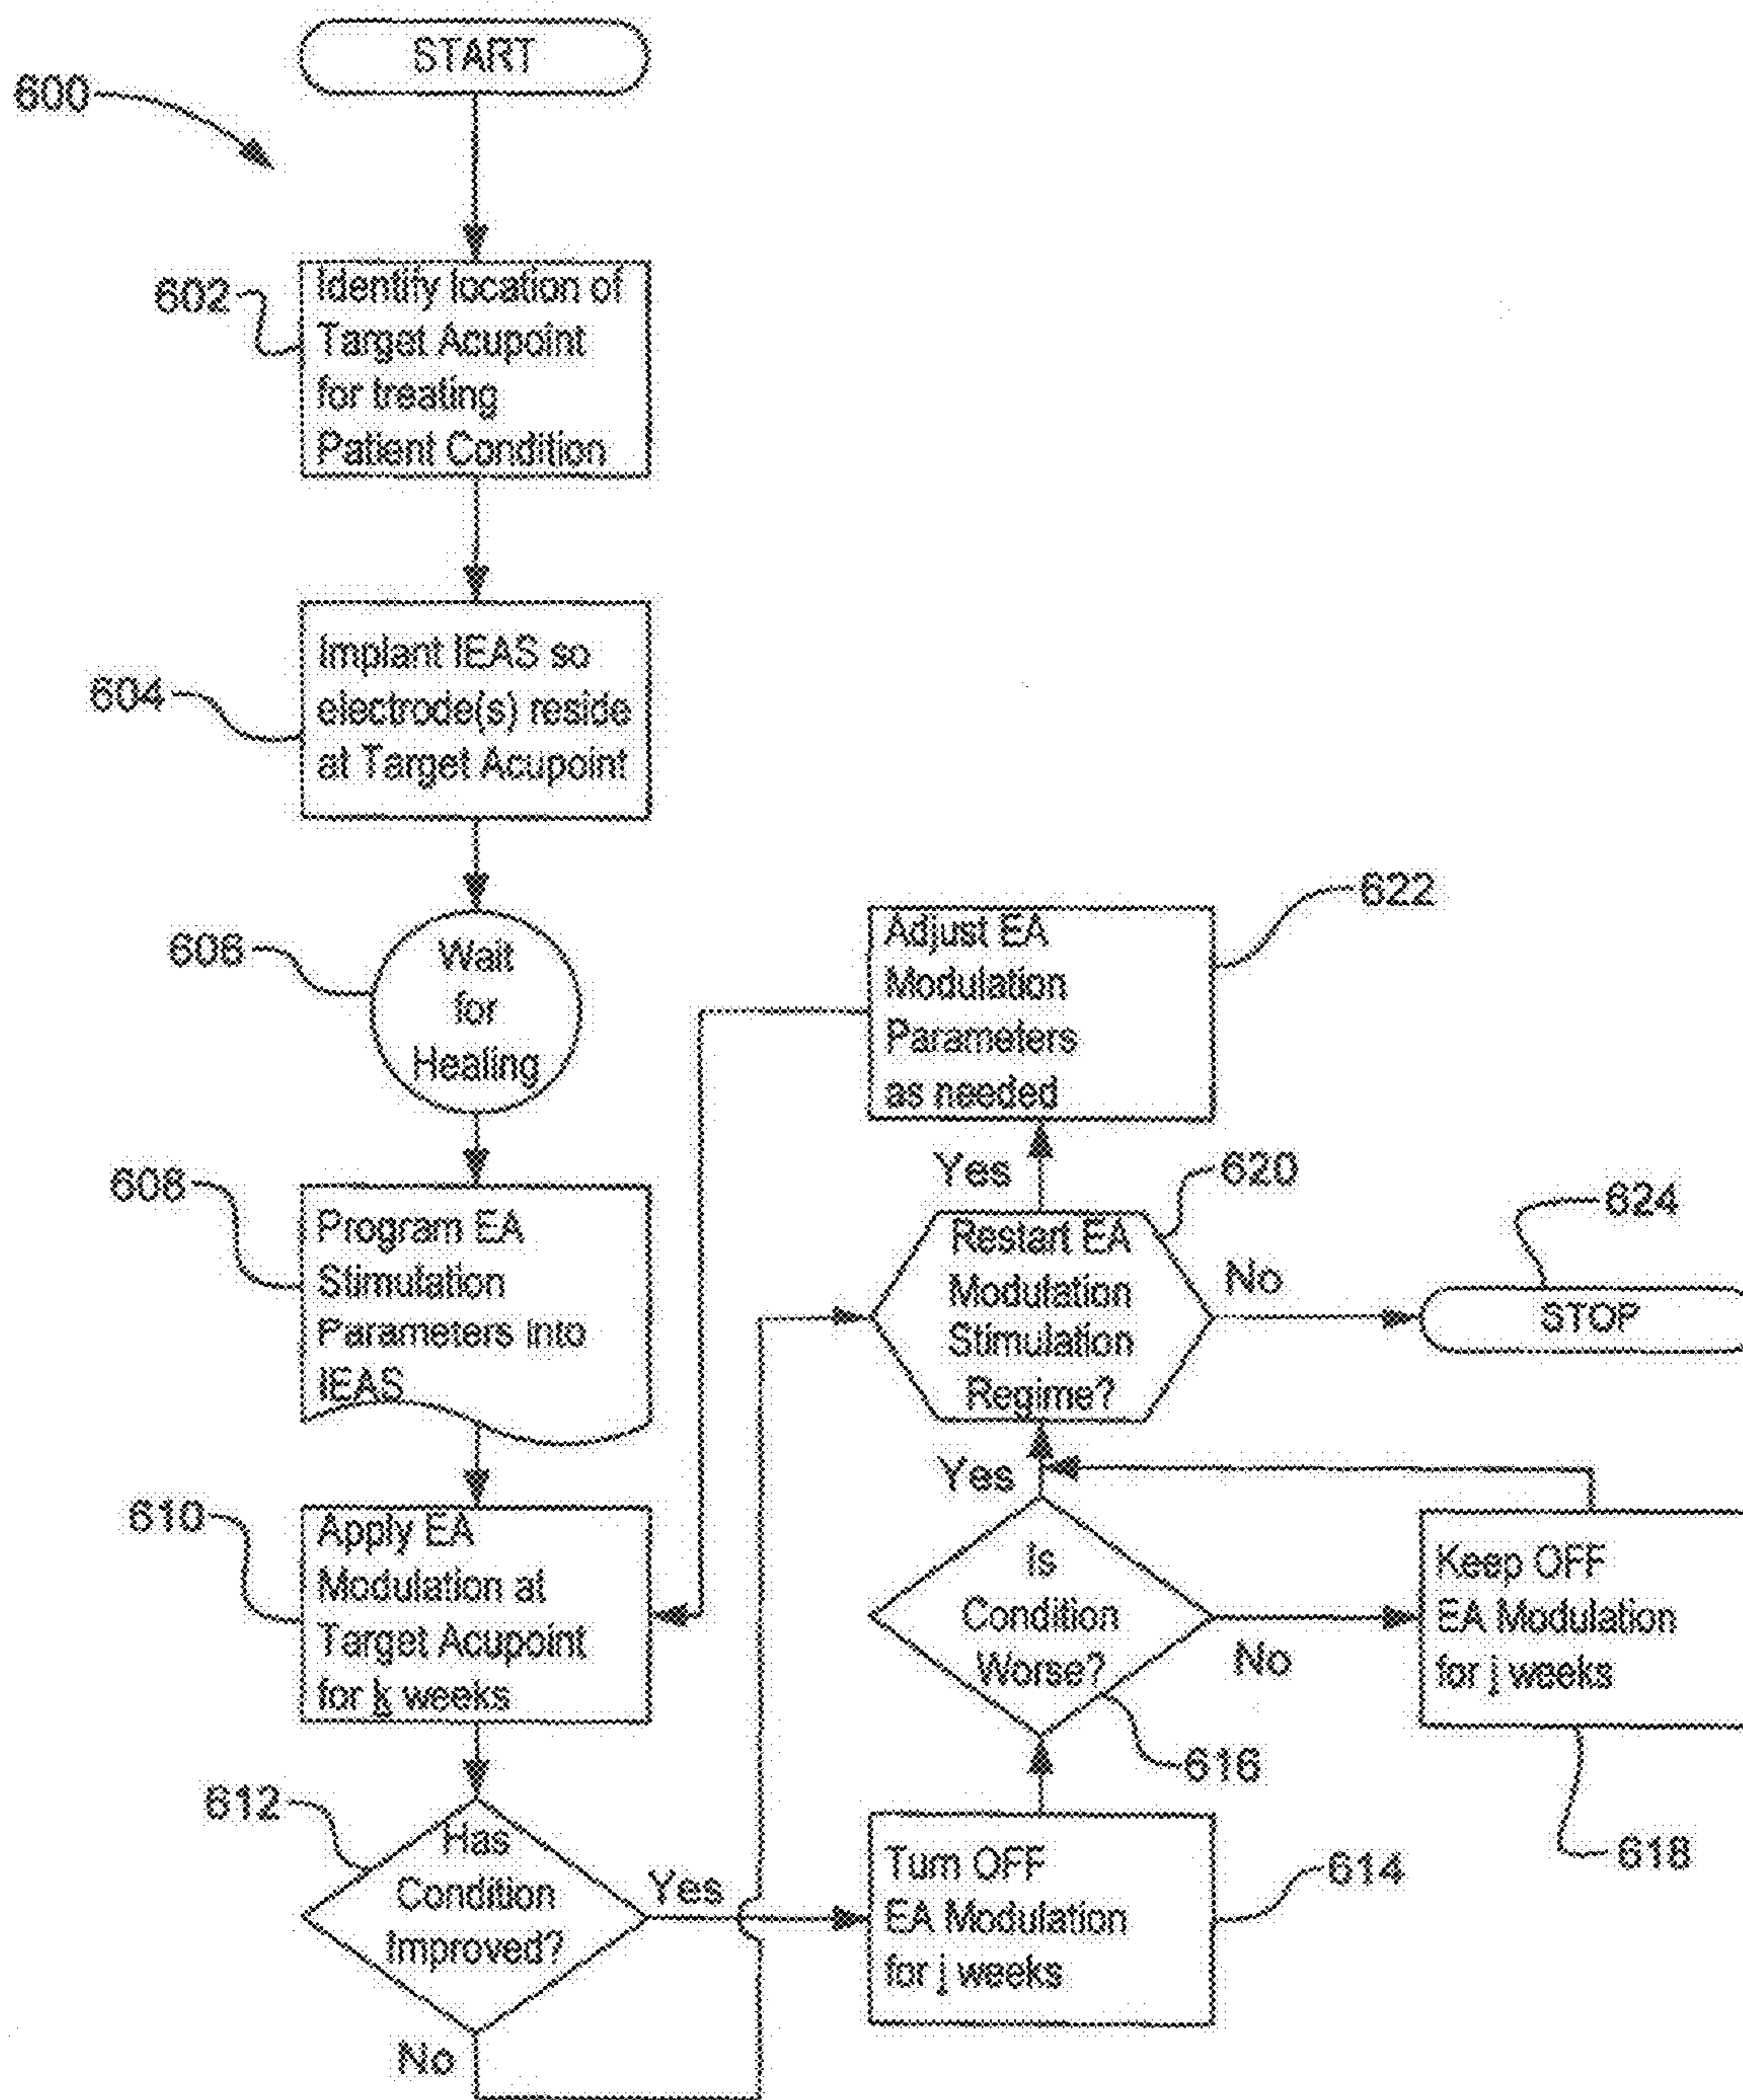 START
600
602
Identify location of
Target Acupoint
for treating
Patient Condition
604
Implant IEAS so
electrode(s) reside
at Target Acupoint
606
Wait
for
Healing
608
Program EA
Stimulation
Parameters into
IEAS
610
Apply EA
Modulation at
Target Acupoint
for k weeks
612
Has
Condition
Improved?
Yes
No
622
Adjust EA
Modulation
Parameters
as needed
Yes
620
Restart EA
Modulation
Stimulation
Regime?
No
624
STOP
Yes
Is
Condition
Worse?
No
616
Keep OFF
EA Modulation
for j weeks
618
Turn OFF
EA Modulation
for j weeks
614